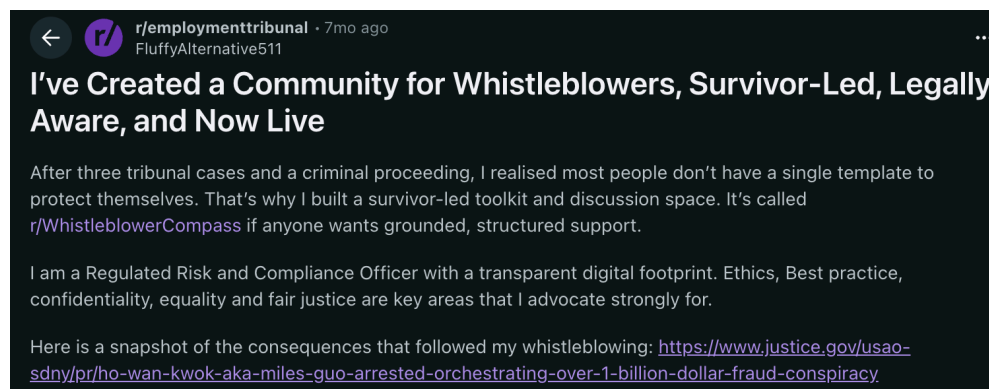 r/employmenttribunal • 7mo ago
FluffyAlternative511
I've Created a Community for Whistleblowers, Survivor-Led, Legally
Aware, and Now Live
After three tribunal cases and a criminal proceeding, I realised most people don't have a single template to
protect themselves. That's why I built a survivor-led toolkit and discussion space. It's called
r/WhistleblowerCompass if anyone wants grounded, structured support.
I am a Regulated Risk and Compliance Officer with a transparent digital footprint. Ethics, Best practice,
confidentiality, equality and fair justice are key areas that I advocate strongly for.
Here is a snapshot of the consequences that followed my whistleblowing: https://www.justice.gov/usao-
sdny/pr/ho-wan-kwok-aka-miles-guo-arrested-orchestrating-over-1-billion-dollar-fraud-conspiracy